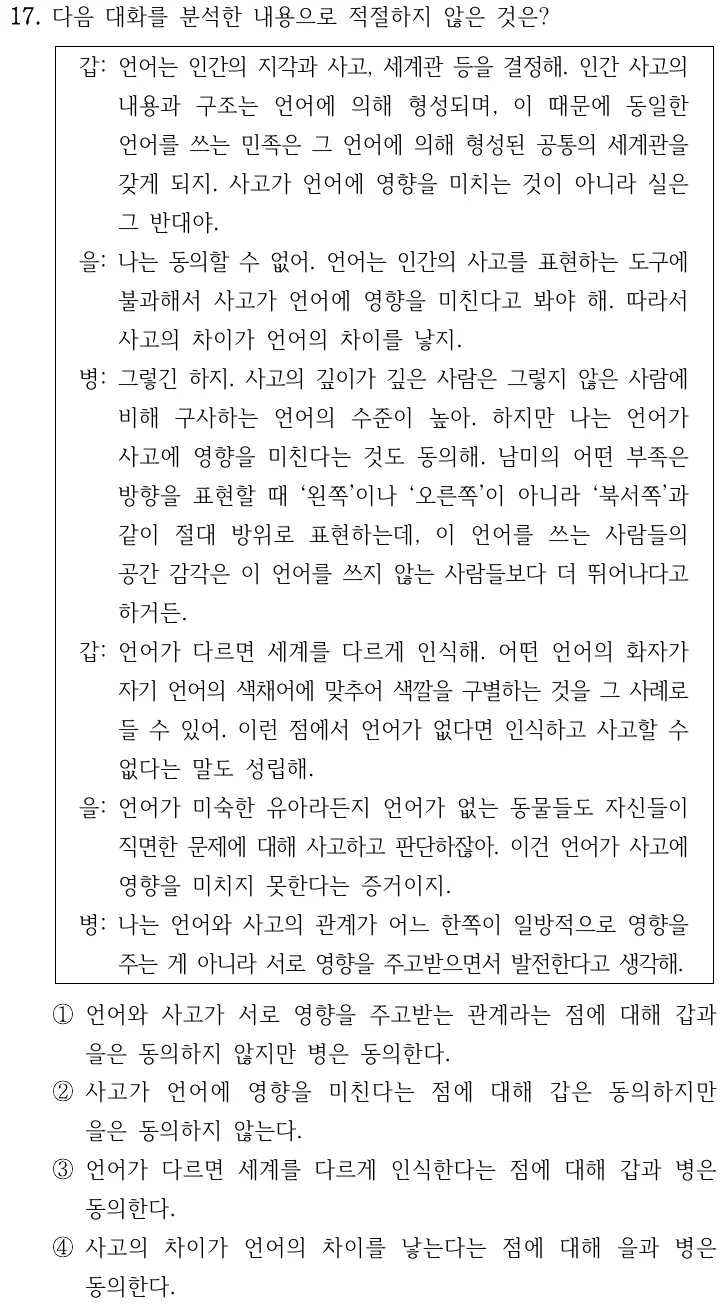 17. 다음 대화를 분석한 내용으로 적절하지 않은 것은?
갑: 언어는 인간의 지각과 사고, 세계관 등을 결정해. 인간 사고의
내용과 구조는 언어에 의해 형성되며, 이 때문에 동일한
언어를 쓰는 민족은 그 언어에 의해 형성된 공통의 세계관을
갖게 되지. 사고가 언어에 영향을 미치는 것이 아니라 실은
그 반대야.
을: 나는 동의할 수 없어. 언어는 인간의 사고를 표현하는 도구에
불과해서 사고가 언어에 영향을 미친다고 봐야 해. 따라서
사고의 차이가 언어의 차이를 낳지.
병: 그렇긴 하지. 사고의 깊이가 깊은 사람은 그렇지 않은 사람에
비해 구사하는 언어의 수준이 높아. 하지만 나는 언어가
사고에 영향을 미친다는 것도 동의해. 남미의 어떤 부족은
방향을 표현할 때 ‘왼쪽’이나 ‘오른쪽’이 아니라 ‘북서쪽’과
같이 절대 방위로 표현하는데, 이 언어를 쓰는 사람들의
공간 감각은 이 언어를 쓰지 않는 사람들보다 더 뛰어나다고
하거든.
갑: 언어가 다르면 세계를 다르게 인식해. 어떤 언어의 화자가
자기 언어의 색채어에 맞추어 색깔을 구별하는 것을 그 사례로
들 수 있어. 이런 점에서 언어가 없다면 인식하고 사고할 수
없다는 말도 성립해.
을: 언어가 미숙한 유아라든지 언어가 없는 동물들도 자신들이
직면한 문제에 대해 사고하고 판단하잖아. 이건 언어가 사고에
영향을 미치지 못한다는 증거이지.
병: 나는 언어와 사고의 관계가 어느 한쪽이 일방적으로 영향을
주는 게 아니라 서로 영향을 주고받으면서 발전한다고 생각해.
① 언어와 사고가 서로 영향을 주고받는 관계라는 점에 대해 갑과
을은 동의하지 않지만 병은 동의한다.
② 사고가 언어에 영향을 미친다는 점에 대해 갑은 동의하지만
을은 동의하지 않는다.
③ 언어가 다르면 세계를 다르게 인식한다는 점에 대해 갑과 병은
동의한다.
④ 사고의 차이가 언어의 차이를 낳는다는 점에 대해 을과 병은
동의한다.